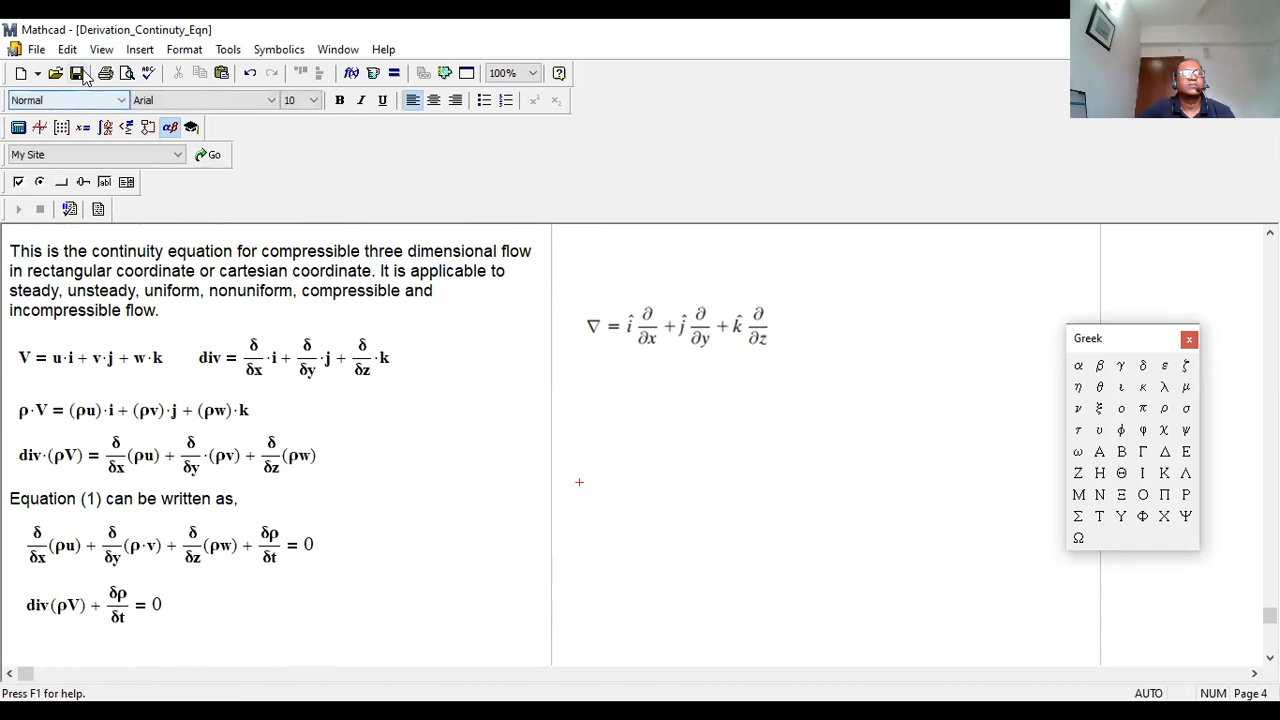 Mathcad - [Derivation_Continuty_Eqn]
File Edit View Insert Format Tools Symbolics Window Help
100%
Normal Arial 10 B I U
αβ
My Site Go
This is the continuity equation for compressible three dimensional flow
in rectangular coordinate or cartesian coordinate. It is applicable to
steady, unsteady, uniform, nonuniform, compressible and
incompressible flow.
V = u·i + v·j + w·k div = δ/δx·i + δ/δy·j + δ/δz·k
ρ·V = (ρu)·i + (ρv)·j + (ρw)·k
div·(ρV) = δ/δx(ρu) + δ/δy·(ρv) + δ/δz(ρw)
Equation (1) can be written as,
δ/δx(ρu) + δ/δy(ρ·v) + δ/δz(ρw) + δρ/δt = 0
div(ρV) + δρ/δt = 0
∇ = î ∂/∂x + ĵ ∂/∂y + k̂ ∂/∂z
Greek x
α β γ δ ε ζ
η θ ι κ λ μ
ν ξ ο π ρ σ
τ υ ϕ φ χ ψ
ω Α Β Γ Δ Ε
Ζ Η Θ Ι Κ Λ
Μ Ν Ξ Ο Π Ρ
Σ Τ Υ Φ Χ Ψ
Ω
Press F1 for help. AUTO NUM Page 4